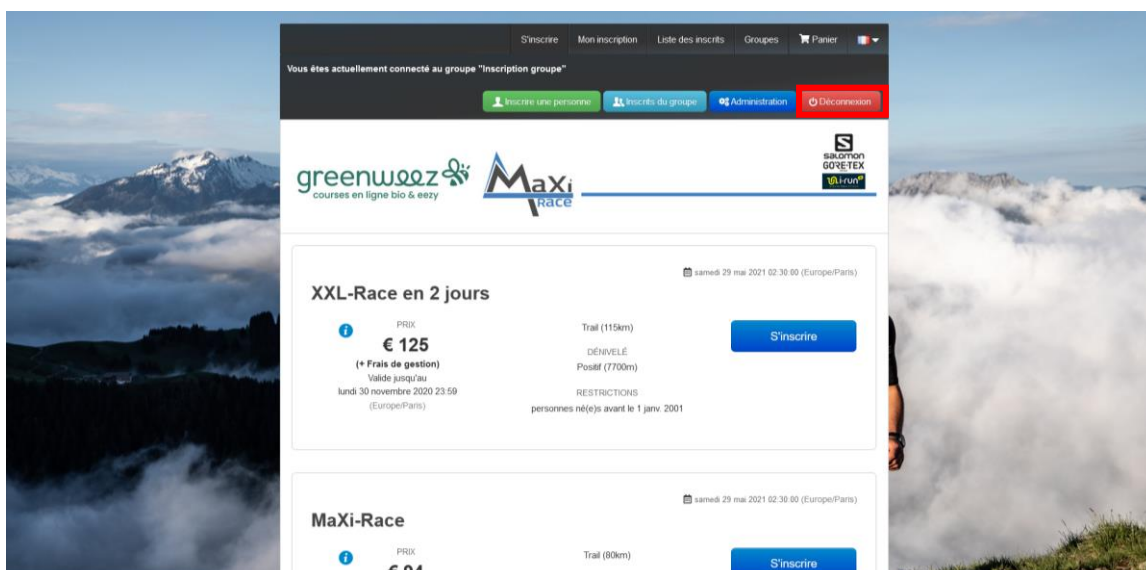 S'inscrire Mon inscription Liste des inscrits Groupes Panier
Vous êtes actuellement connecté au groupe "Inscription groupe"
Inscrire une personne Inscrits du groupe Administration Déconnexion
greenweez
courses en ligne bio & eezy
MaXi
RACE
SALOMON
GORE-TEX
i-run
samedi 29 mai 2021 02:30:00 (Europe/Paris)
XXL-Race en 2 jours
PRIX
€ 125
(+ Frais de gestion)
Valide jusqu'au
lundi 30 novembre 2020 23:59
(Europe/Paris)
Trail (115km)
DÉNIVELÉ
Positif (7700m)
RESTRICTIONS
personnes né(e)s avant le 1 janv. 2001
S'inscrire
samedi 29 mai 2021 02:30:00 (Europe/Paris)
MaXi-Race
PRIX
Trail (80km)
S'inscrire